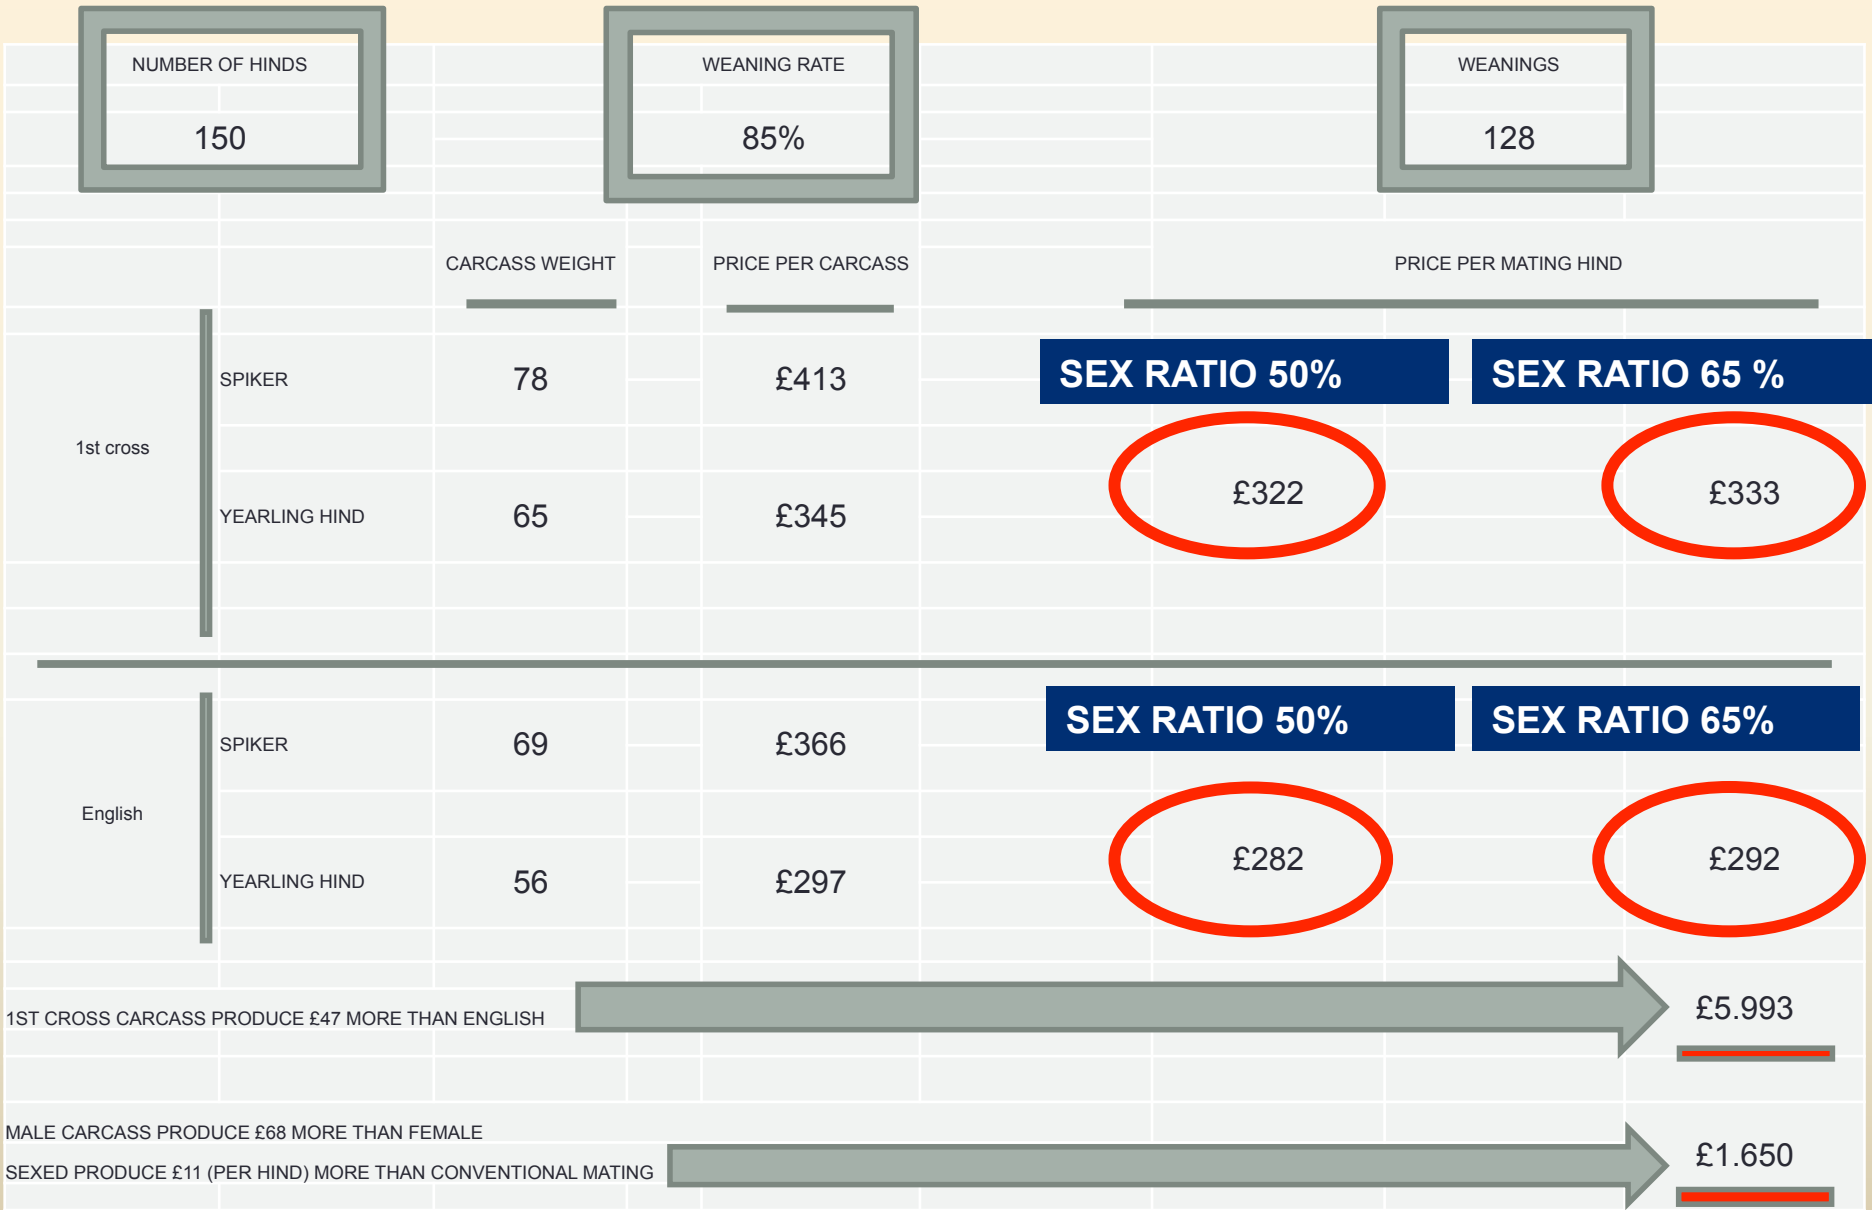 NUMBER OF HINDS
WEANING RATE
WEANINGS
150
85%
128
CARCASS WEIGHT
PRICE PER CARCASS
PRICE PER MATING HIND
SPIKER
78
£413
SEX RATIO 50%
SEX RATIO 65 %
1st cross
£322
£333
YEARLING HIND
65
£345
SPIKER
69
£366
SEX RATIO 50%
SEX RATIO 65%
English
£282
£292
YEARLING HIND
56
£297
1ST CROSS CARCASS PRODUCE £47 MORE THAN ENGLISH
£5.993
MALE CARCASS PRODUCE £68 MORE THAN FEMALE
SEXED PRODUCE £11 (PER HIND) MORE THAN CONVENTIONAL MATING
£1.650